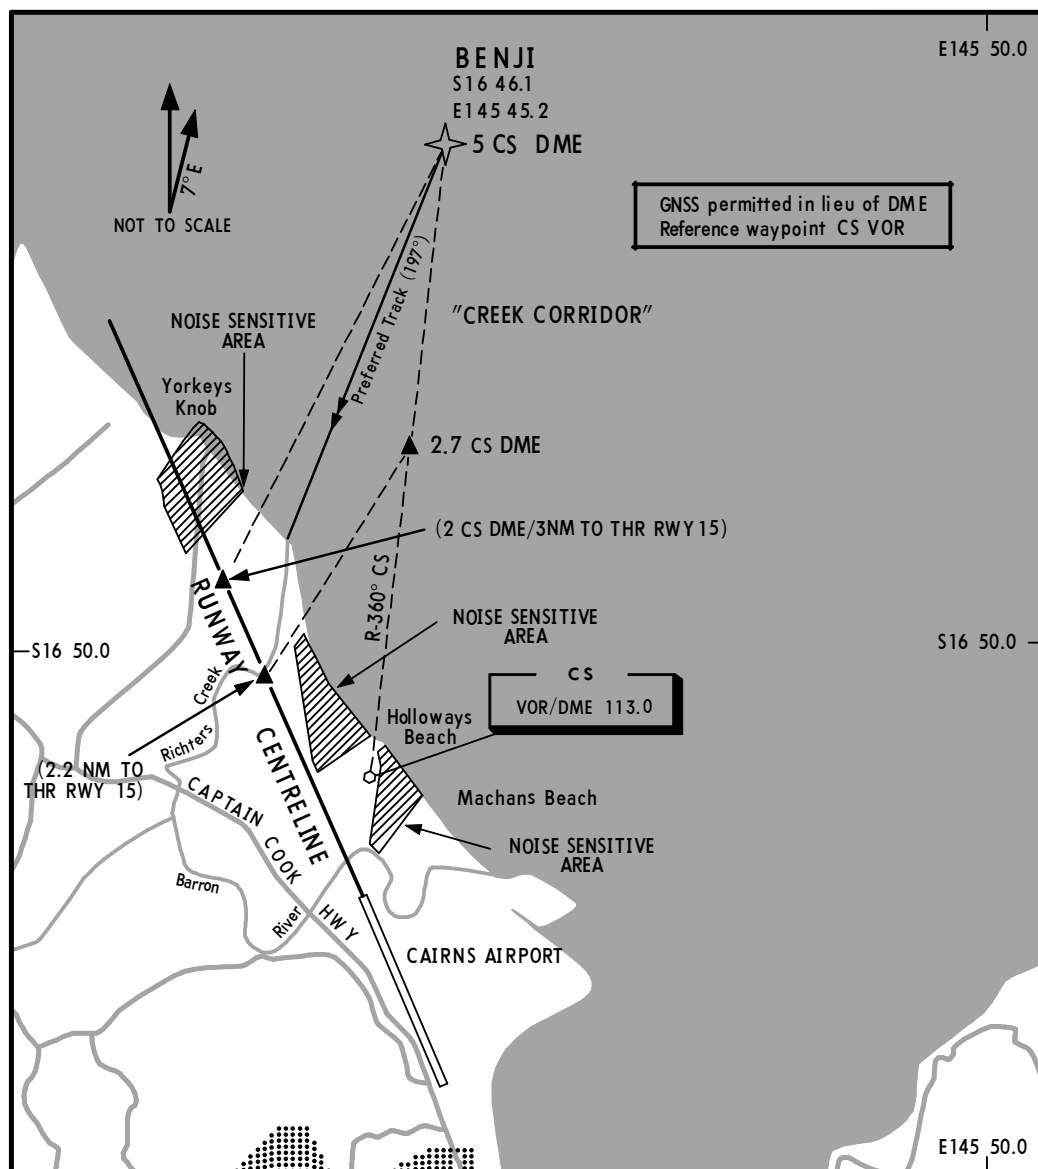 E145 50.0
BENJI
S16 46.1
E145 45.2
5 CS DME
7° E
NOT TO SCALE
GNSS permitted in lieu of DME
Reference waypoint CS VOR
Preferred Track (197°)
"CREEK CORRIDOR"
NOISE SENSITIVE
AREA
Yorkeys
Knob
2.7 CS DME
(2 CS DME/3NM TO THR RWY 15)
R-360° CS
RUNWAY
NOISE SENSITIVE
AREA
S16 50.0
S16 50.0
CS
VOR/DME 113.0
Creek
Richters
Holloways
Beach
CENTRELINE
(2.2 NM TO
THR RWY 15)
CAPTAIN COOK HWY
Machans Beach
NOISE SENSITIVE
AREA
Barron
River
CAIRNS AIRPORT
E145 50.0